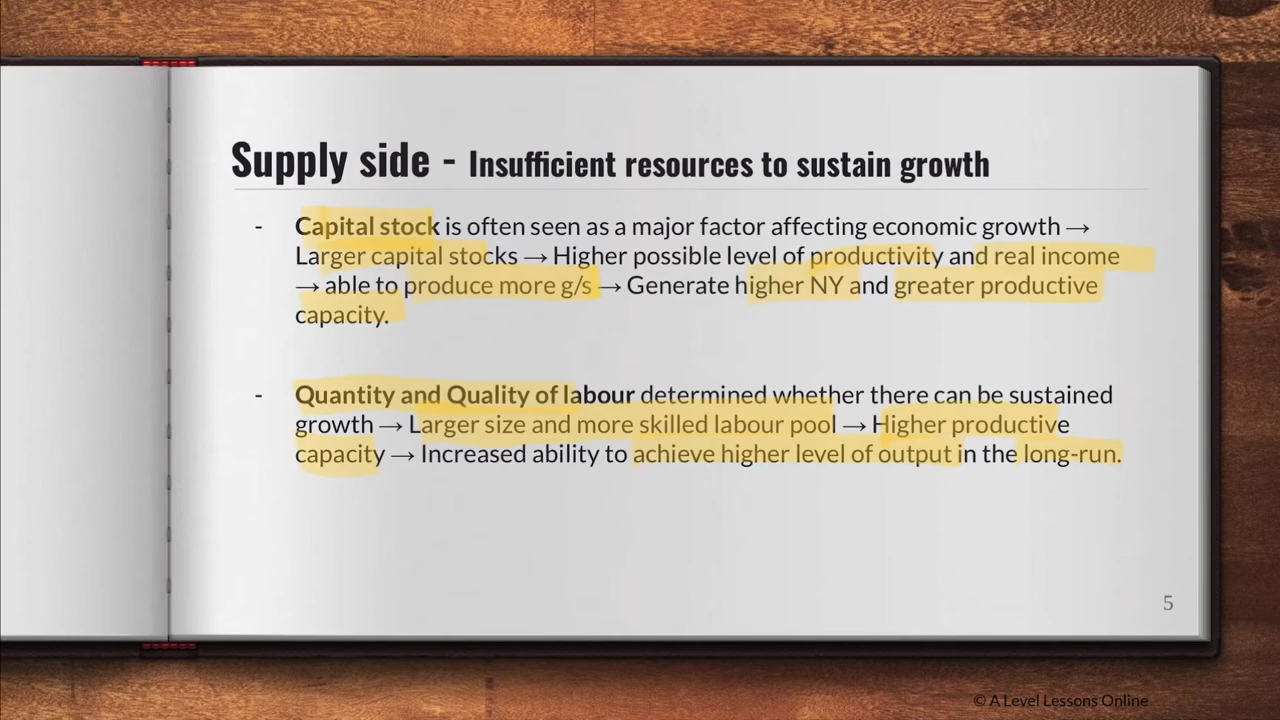 Supply side - Insufficient resources to sustain growth
- Capital stock is often seen as a major factor affecting economic growth →
Larger capital stocks → Higher possible level of productivity and real income
→ able to produce more g/s → Generate higher NY and greater productive
capacity.
- Quantity and Quality of labour determined whether there can be sustained
growth → Larger size and more skilled labour pool → Higher productive
capacity → Increased ability to achieve higher level of output in the long-run.
5
© A Level Lessons Online